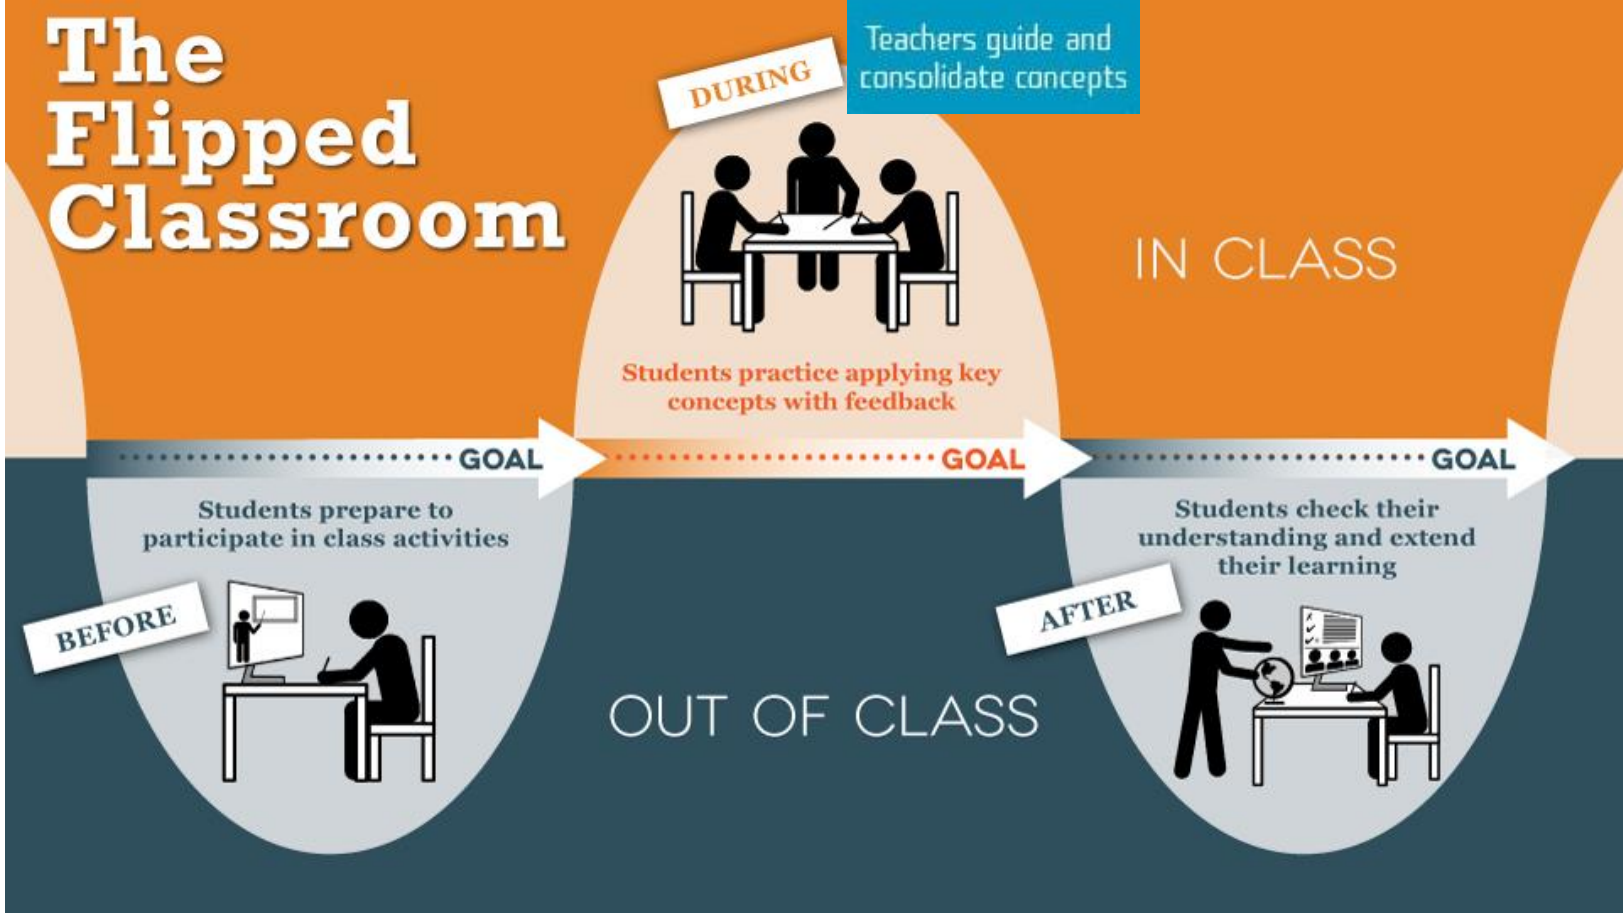 The
Flipped
Classroom
DURING
Teachers guide and
consolidate concepts
IN CLASS
Students practice applying key
concepts with feedback
GOAL
GOAL
GOAL
Students prepare to
participate in class activities
BEFORE
OUT OF CLASS
Students check their
understanding and extend
their learning
AFTER